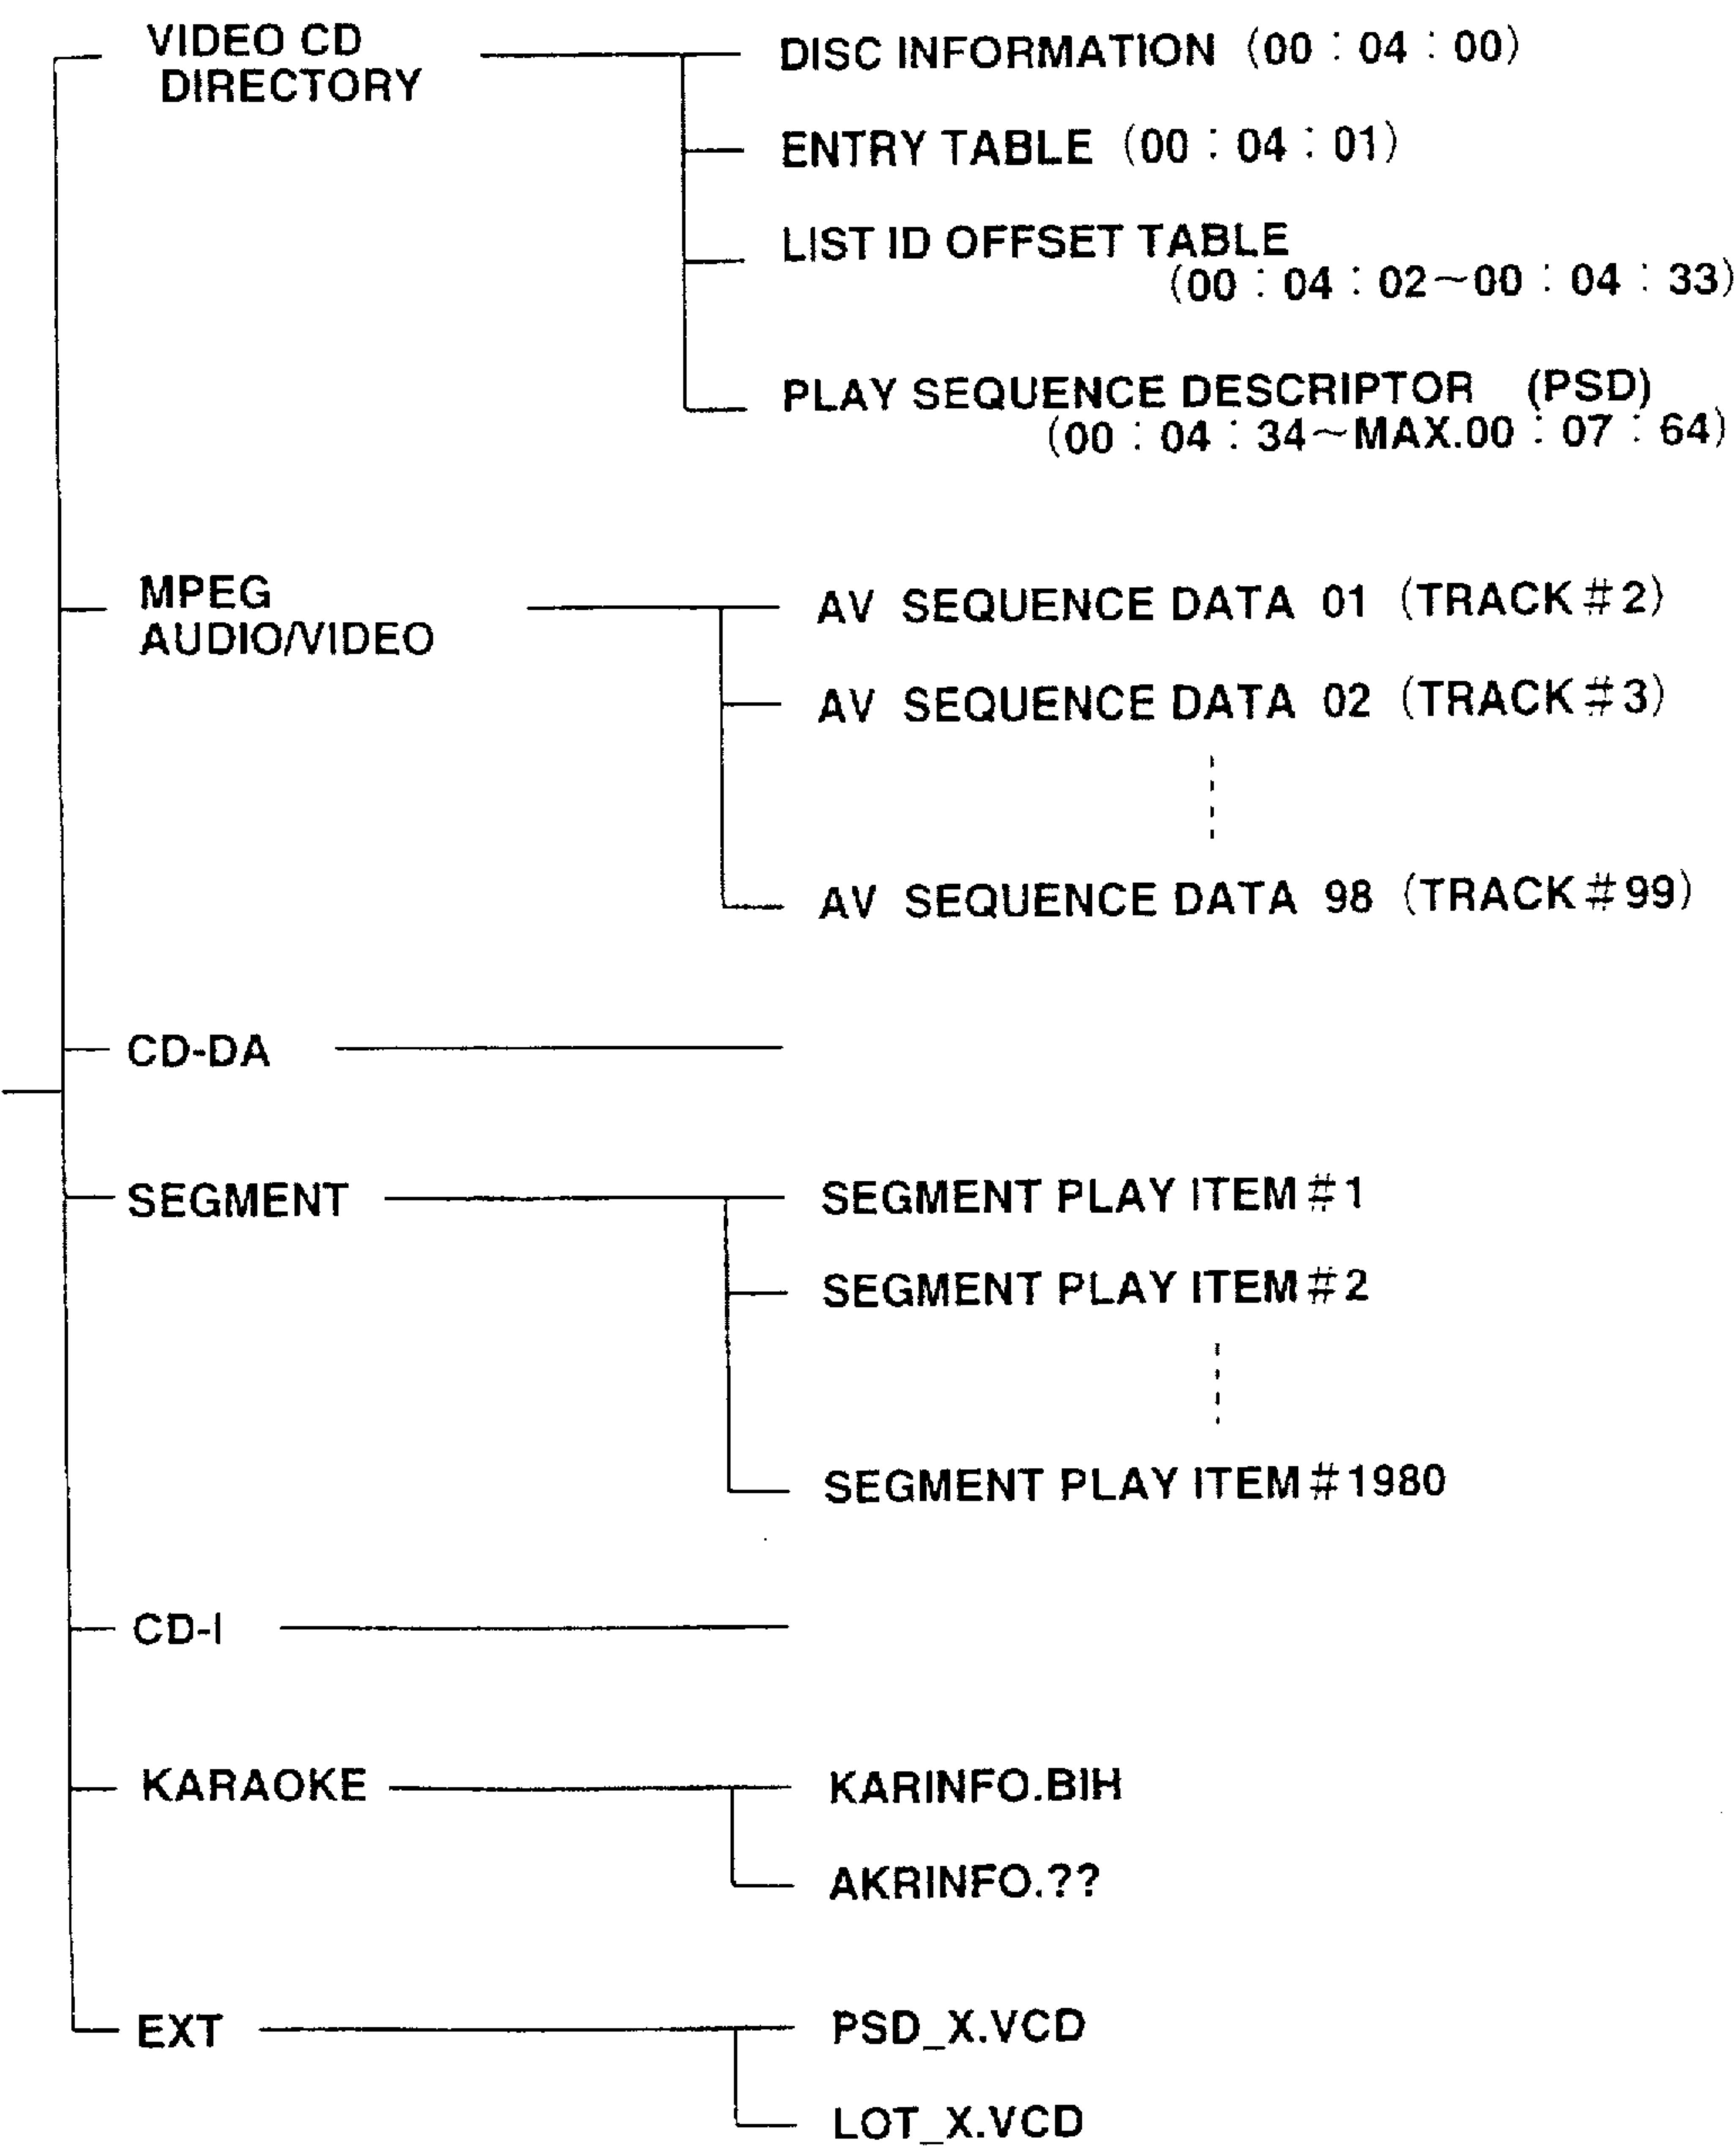 VIDEO CD
DIRECTORY
DISC INFORMATION (00 : 04 : 00)
ENTRY TABLE (00 : 04 : 01)
LIST ID OFFSET TABLE
(00 : 04 : 02~00 : 04 : 33)
PLAY SEQUENCE DESCRIPTOR (PSD)
(00 : 04 : 34~MAX.00 : 07 : 64)
MPEG
AUDIO/VIDEO
AV SEQUENCE DATA 01 (TRACK #2)
AV SEQUENCE DATA 02 (TRACK #3)
AV SEQUENCE DATA 98 (TRACK #99)
CD-DA
SEGMENT
SEGMENT PLAY ITEM #1
SEGMENT PLAY ITEM #2
SEGMENT PLAY ITEM #1980
CD-I
KARAOKE
KARINFO.BIH
AKRINFO.??
EXT
PSD_X.VCD
LOT_X.VCD